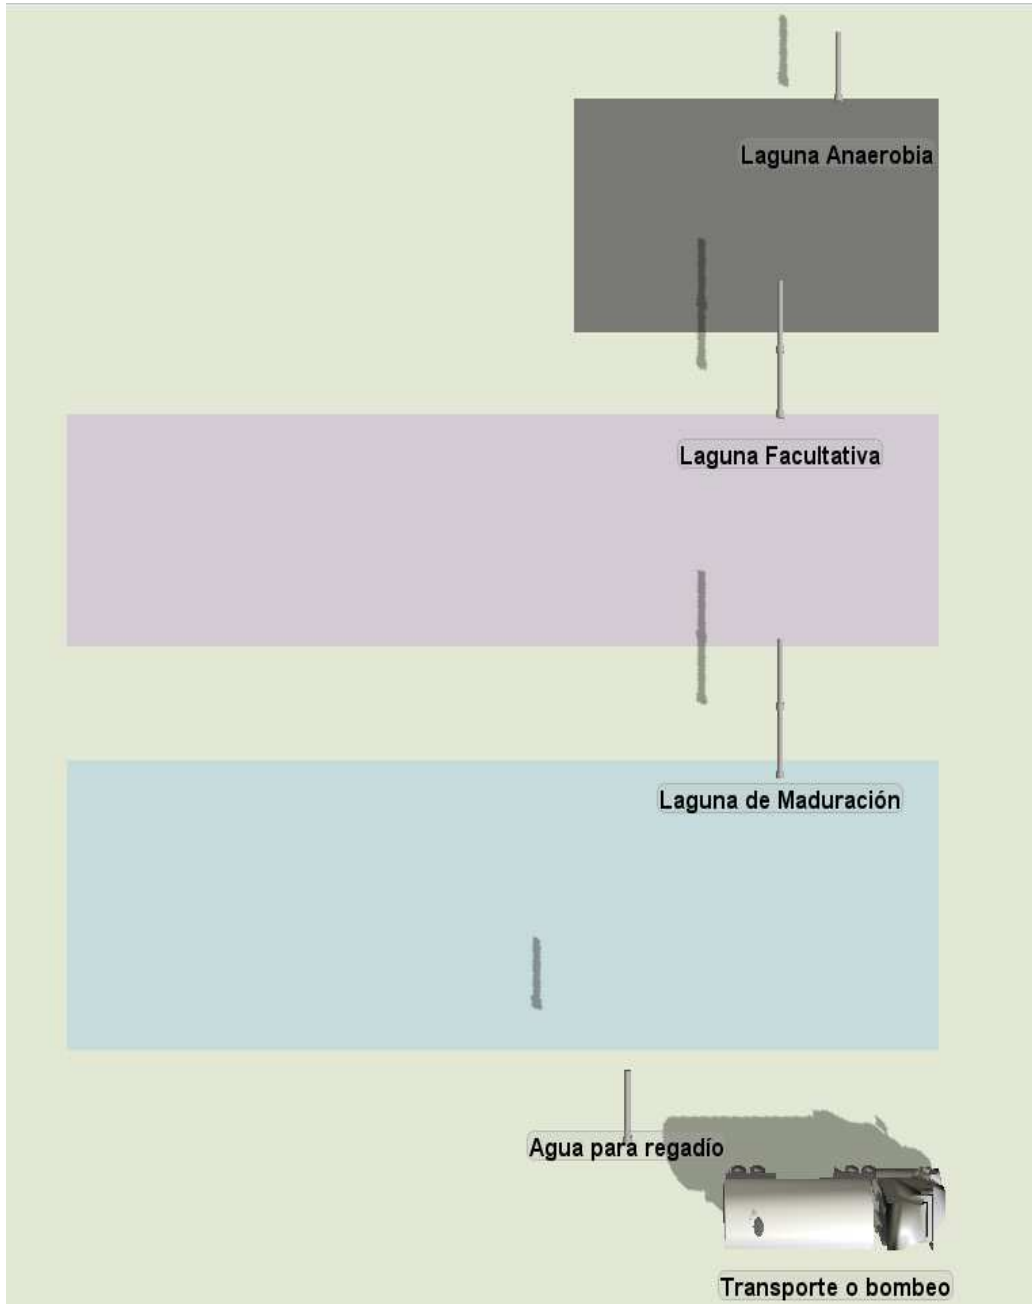 Laguna Anaerobia
Laguna Facultativa
Laguna de Maduración
Agua para regadío
Transporte o bombeo